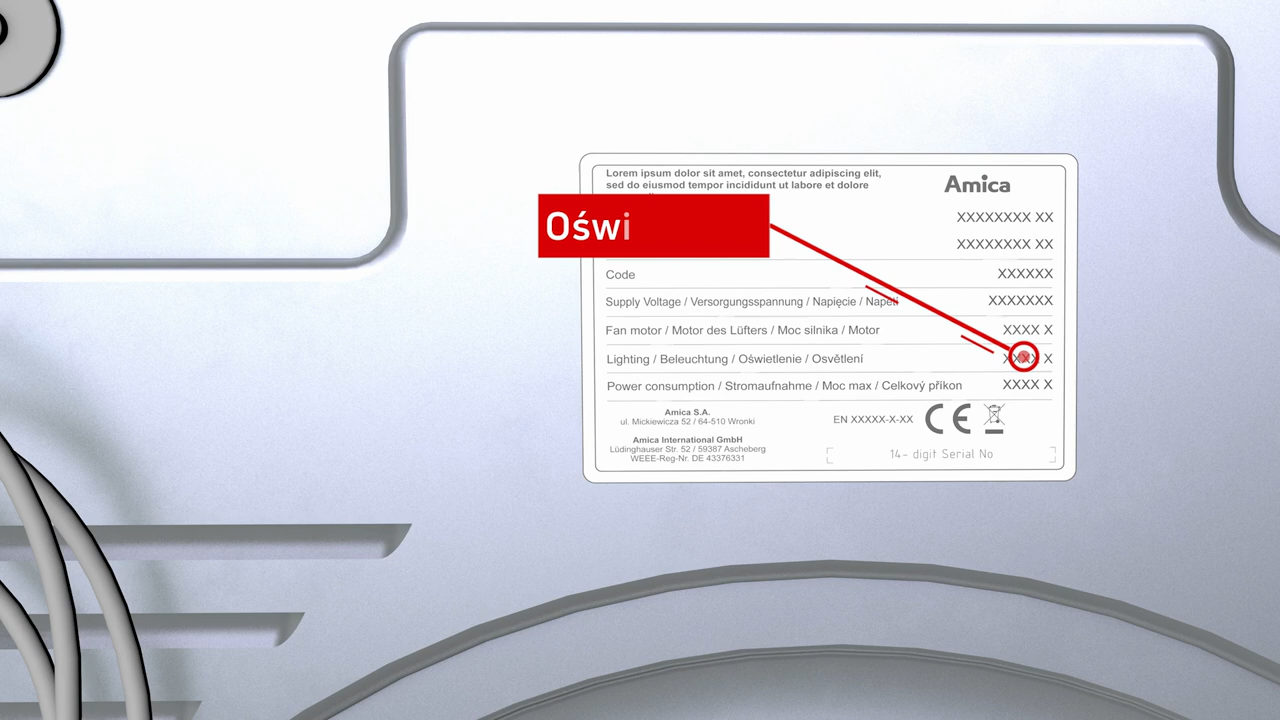 Lorem ipsum dolor sit amet, consectetur adipiscing elit,
sed do eiusmod tempor incididunt ut labore et dolore
Amica
Oświ
XXXXXXXX XX
XXXXXXXX XX
Code XXXXXX
Supply Voltage / Versorgungsspannung / Napięcie / Napětí XXXXXXX
Fan motor / Motor des Lüfters / Moc silnika / Motor XXXX X
Lighting / Beleuchtung / Oświetlenie / Osvětlení XXXX X
Power consumption / Stromaufnahme / Moc max / Celkový příkon XXXX X
Amica S.A.
ul. Mickiewicza 52 / 64-510 Wronki
EN XXXXX-X-XX CE
Amica International GmbH
Lüdinghauser Str. 52 / 59387 Ascheberg
WEEE-Reg-Nr. DE 43376331
14- digit Serial No